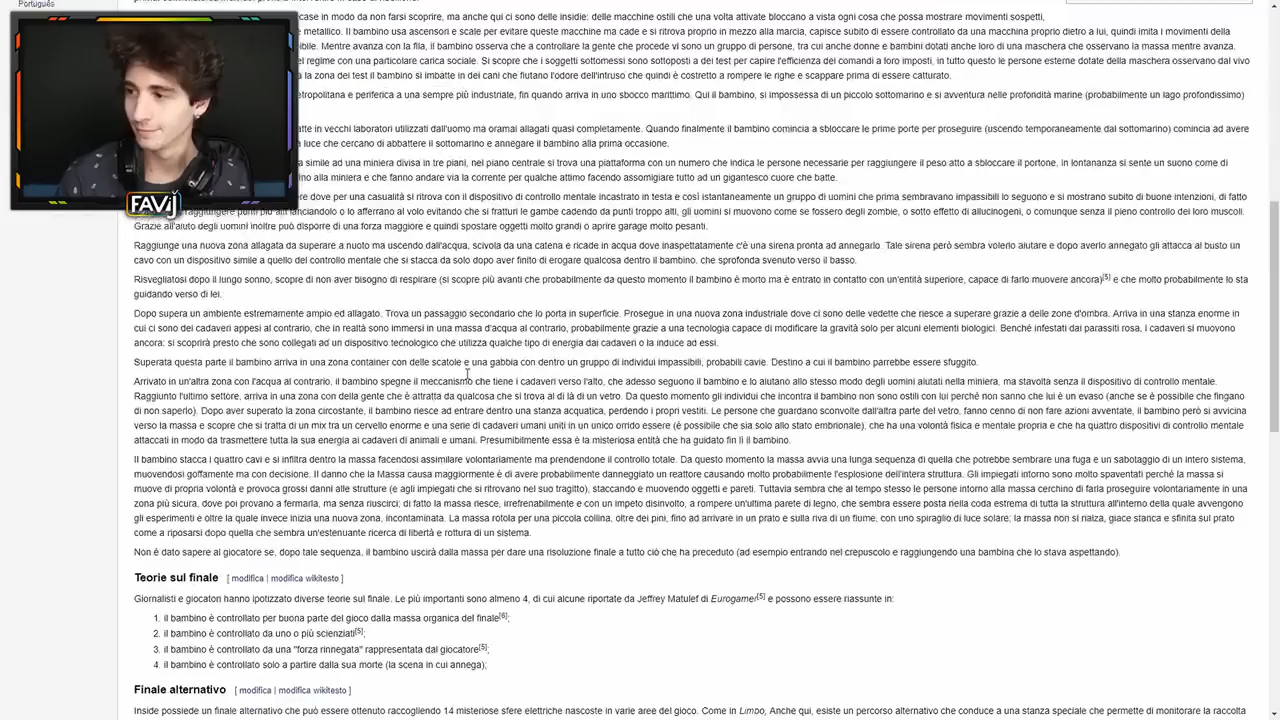 Português
case in modo da non farsi scoprire, ma anche qui ci sono delle insidie: delle macchine ostili che una volta attivate bloccano a vista ogni cosa che possa mostrare movimenti sospetti,
metallico. Il bambino usa ascensori e scale per evitare queste macchine ma cade e si ritrova proprio in mezzo alla marcia, capisce subito di essere controllato da una macchina proprio dietro a lui, quindi imita i movimenti della
ibile. Mentre avanza con la fila, il bambino osserva che a controllare la gente che procede vi sono un gruppo di persone, tra cui anche donne e bambini dotati anche loro di una maschera che osservano la massa mentre avanza.
el regime con una particolare carica sociale. Si scopre che i soggetti sottomessi sono sottoposti a dei test per capire l'efficienza dei comandi a loro imposti, in tutto questo le persone esterne dotate della maschera osservano dal vivo
a la zona dei test il bambino si imbatte in dei cani che fiutano l'odore dell'intruso che quindi è costretto a rompere le righe e scappare prima di essere catturato.
etropolitana e periferica a una sempre più industriale, fin quando arriva in uno sbocco marittimo. Qui il bambino, si impossessa di un piccolo sottomarino e si avventura nelle profondità marine (probabilmente un lago profondissimo)
atte in vecchi laboratori utilizzati dall'uomo ma oramai allagati quasi completamente. Quando finalmente il bambino comincia a sbloccare le prime porte per proseguire (uscendo temporaneamente dal sottomarino) comincia ad avere
luce che cercano di abbattere il sottomarino e annegare il bambino alla prima occasione.
a simile ad una miniera divisa in tre piani, nel piano centrale si trova una piattaforma con un numero che indica le persone necessarie per raggiungere il peso atto a sbloccare il portone, in lontananza si sente un suono come di
ino alla miniera e che fanno andare via la corrente per qualche attimo facendo assomigliare tutto ad un gigantesco cuore che batte.
ere dove per una casualità si ritrova con il dispositivo di controllo mentale incastrato in testa e così istantaneamente un gruppo di uomini che prima sembravano impassibili lo seguono e si mostrano subito di buone intenzioni, di fatto
raggiungere punti più alti lanciandolo o lo afferrano al volo evitando che si fratturi le gambe cadendo da punti troppo alti, gli uomini si muovono come se fossero degli zombie, o sotto effetto di allucinogeni, o comunque senza il pieno controllo dei loro muscoli.
FAViJ
Grazie all'aiuto degli uomini inoltre può disporre di una forza maggiore e quindi spostare oggetti molto grandi o aprire garage molto pesanti.
Raggiunge una nuova zona allagata da superare a nuoto ma uscendo dall'acqua, scivola da una catena e ricade in acqua dove inaspettatamente c'è una sirena pronta ad annegarlo. Tale sirena però sembra volerlo aiutare e dopo averlo annegato gli attacca al busto un
cavo con un dispositivo simile a quello del controllo mentale che si stacca da solo dopo aver finito di erogare qualcosa dentro il bambino. che sprofonda svenuto verso il basso.
Risvegliatosi dopo il lungo sonno, scopre di non aver bisogno di respirare (si scopre più avanti che probabilmente da questo momento il bambino è morto ma è entrato in contatto con un'entità superiore, capace di farlo muovere ancora)[5] e che molto probabilmente lo sta
guidando verso di lei.
Dopo supera un ambiente estremamente ampio ed allagato. Trova un passaggio secondario che lo porta in superficie. Prosegue in una nuova zona industriale dove ci sono delle vedette che riesce a superare grazie a delle zone d'ombra. Arriva in una stanza enorme in
cui ci sono dei cadaveri appesi al contrario, che in realtà sono immersi in una massa d'acqua al contrario, probabilmente grazie a una tecnologia capace di modificare la gravità solo per alcuni elementi biologici. Benché infestati dai parassiti rosa, i cadaveri si muovono
ancora: si scoprirà presto che sono collegati ad un dispositivo tecnologico che utilizza qualche tipo di energia dai cadaveri o la induce ad essi.
Superata questa parte il bambino arriva in una zona container con delle scatole e una gabbia con dentro un gruppo di individui impassibili, probabili cavie. Destino a cui il bambino parrebbe essere sfuggito.
Arrivato in un'altra zona con l'acqua al contrario, il bambino spegne il meccanismo che tiene i cadaveri verso l'alto, che adesso seguono il bambino e lo aiutano allo stesso modo degli uomini aiutati nella miniera, ma stavolta senza il dispositivo di controllo mentale.
Raggiunto l'ultimo settore, arriva in una zona con della gente che è attratta da qualcosa che si trova al di là di un vetro. Da questo momento gli individui che incontra il bambino non sono ostili con lui perché non sanno che lui è un evaso (anche se è possibile che fingano
di non saperlo). Dopo aver superato la zona circostante, il bambino riesce ad entrare dentro una stanza acquatica, perdendo i propri vestiti. Le persone che guardano sconvolte dall'altra parte del vetro, fanno cenno di non fare azioni avventate, il bambino però si avvicina
verso la massa e scopre che si tratta di un mix tra un cervello enorme e una serie di cadaveri umani uniti in un unico orrido essere (è possibile che sia solo allo stato embrionale). che ha una volontà fisica e mentale propria e che ha quattro dispositivi di controllo mentale
attaccati in modo da trasmettere tutta la sua energia ai cadaveri di animali e umani. Presumibilmente essa è la misteriosa entità che ha guidato fin lì il bambino.
Il bambino stacca i quattro cavi e si infiltra dentro la massa facendosi assimilare volontariamente ma prendendone il controllo totale. Da questo momento la massa avvia una lunga sequenza di quella che potrebbe sembrare una fuga e un sabotaggio di un intero sistema,
muovendosi goffamente ma con decisione. Il danno che la Massa causa maggiormente è di avere probabilmente danneggiato un reattore causando molto probabilmente l'esplosione dell'intera struttura. Gli impiegati intorno sono molto spaventati perché la massa si
muove di propria volontà e provoca grossi danni alle strutture (e agli impiegati che si ritrovano nel suo tragitto), staccando e muovendo oggetti e pareti. Tuttavia sembra che al tempo stesso le persone intorno alla massa cerchino di farla proseguire volontariamente in una
zona più sicura, dove poi provano a fermarla, ma senza riuscirci; di fatto la massa riesce, irrefrenabilmente e con un impeto disinvolto, a rompere un'ultima parete di legno, che sembra essere posta nella coda estrema di tutta la struttura all'interno della quale avvengono
gli esperimenti e oltre la quale invece inizia una nuova zona, incontaminata. La massa rotola per una piccola collina, oltre dei pini, fino ad arrivare in un prato e sulla riva di un fiume, con uno spiraglio di luce solare; la massa non si rialza, giace stanca e sfinita sul prato
come a riposarsi dopo quella che sembra un'estenuante ricerca di libertà e rottura di un sistema.
Non è dato sapere al giocatore se, dopo tale sequenza, il bambino uscirà dalla massa per dare una risoluzione finale a tutto ciò che ha preceduto (ad esempio entrando nel crepuscolo e raggiungendo una bambina che lo stava aspettando).
Teorie sul finale [ modifica | modifica wikitesto ]
Giornalisti e giocatori hanno ipotizzato diverse teorie sul finale. Le più importanti sono almeno 4, di cui alcune riportate da Jeffrey Matulef di Eurogamer[5] e possono essere riassunte in:
1. il bambino è controllato per buona parte del gioco dalla massa organica del finale[6];
2. il bambino è controllato da uno o più scienziati[5];
3. il bambino è controllato da una "forza rinnegata" rappresentata dal giocatore[5];
4. il bambino è controllato solo a partire dalla sua morte (la scena in cui annega);
Finale alternativo [ modifica | modifica wikitesto ]
Inside possiede un finale alternativo che può essere ottenuto raccogliendo 14 misteriose sfere elettriche nascoste in varie aree del gioco. Come in Limbo, Anche qui, esiste un percorso alternativo che conduce a una stanza speciale che permette di monitorare la raccolta